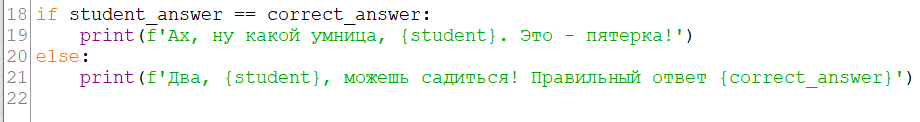 18 if student_answer == correct_answer:
19     print(f'Ах, ну какой умница, {student}. Это - пятерка!')
20 else:
21     print(f'Два, {student}, можешь садиться! Правильный ответ {correct_answer}')
22